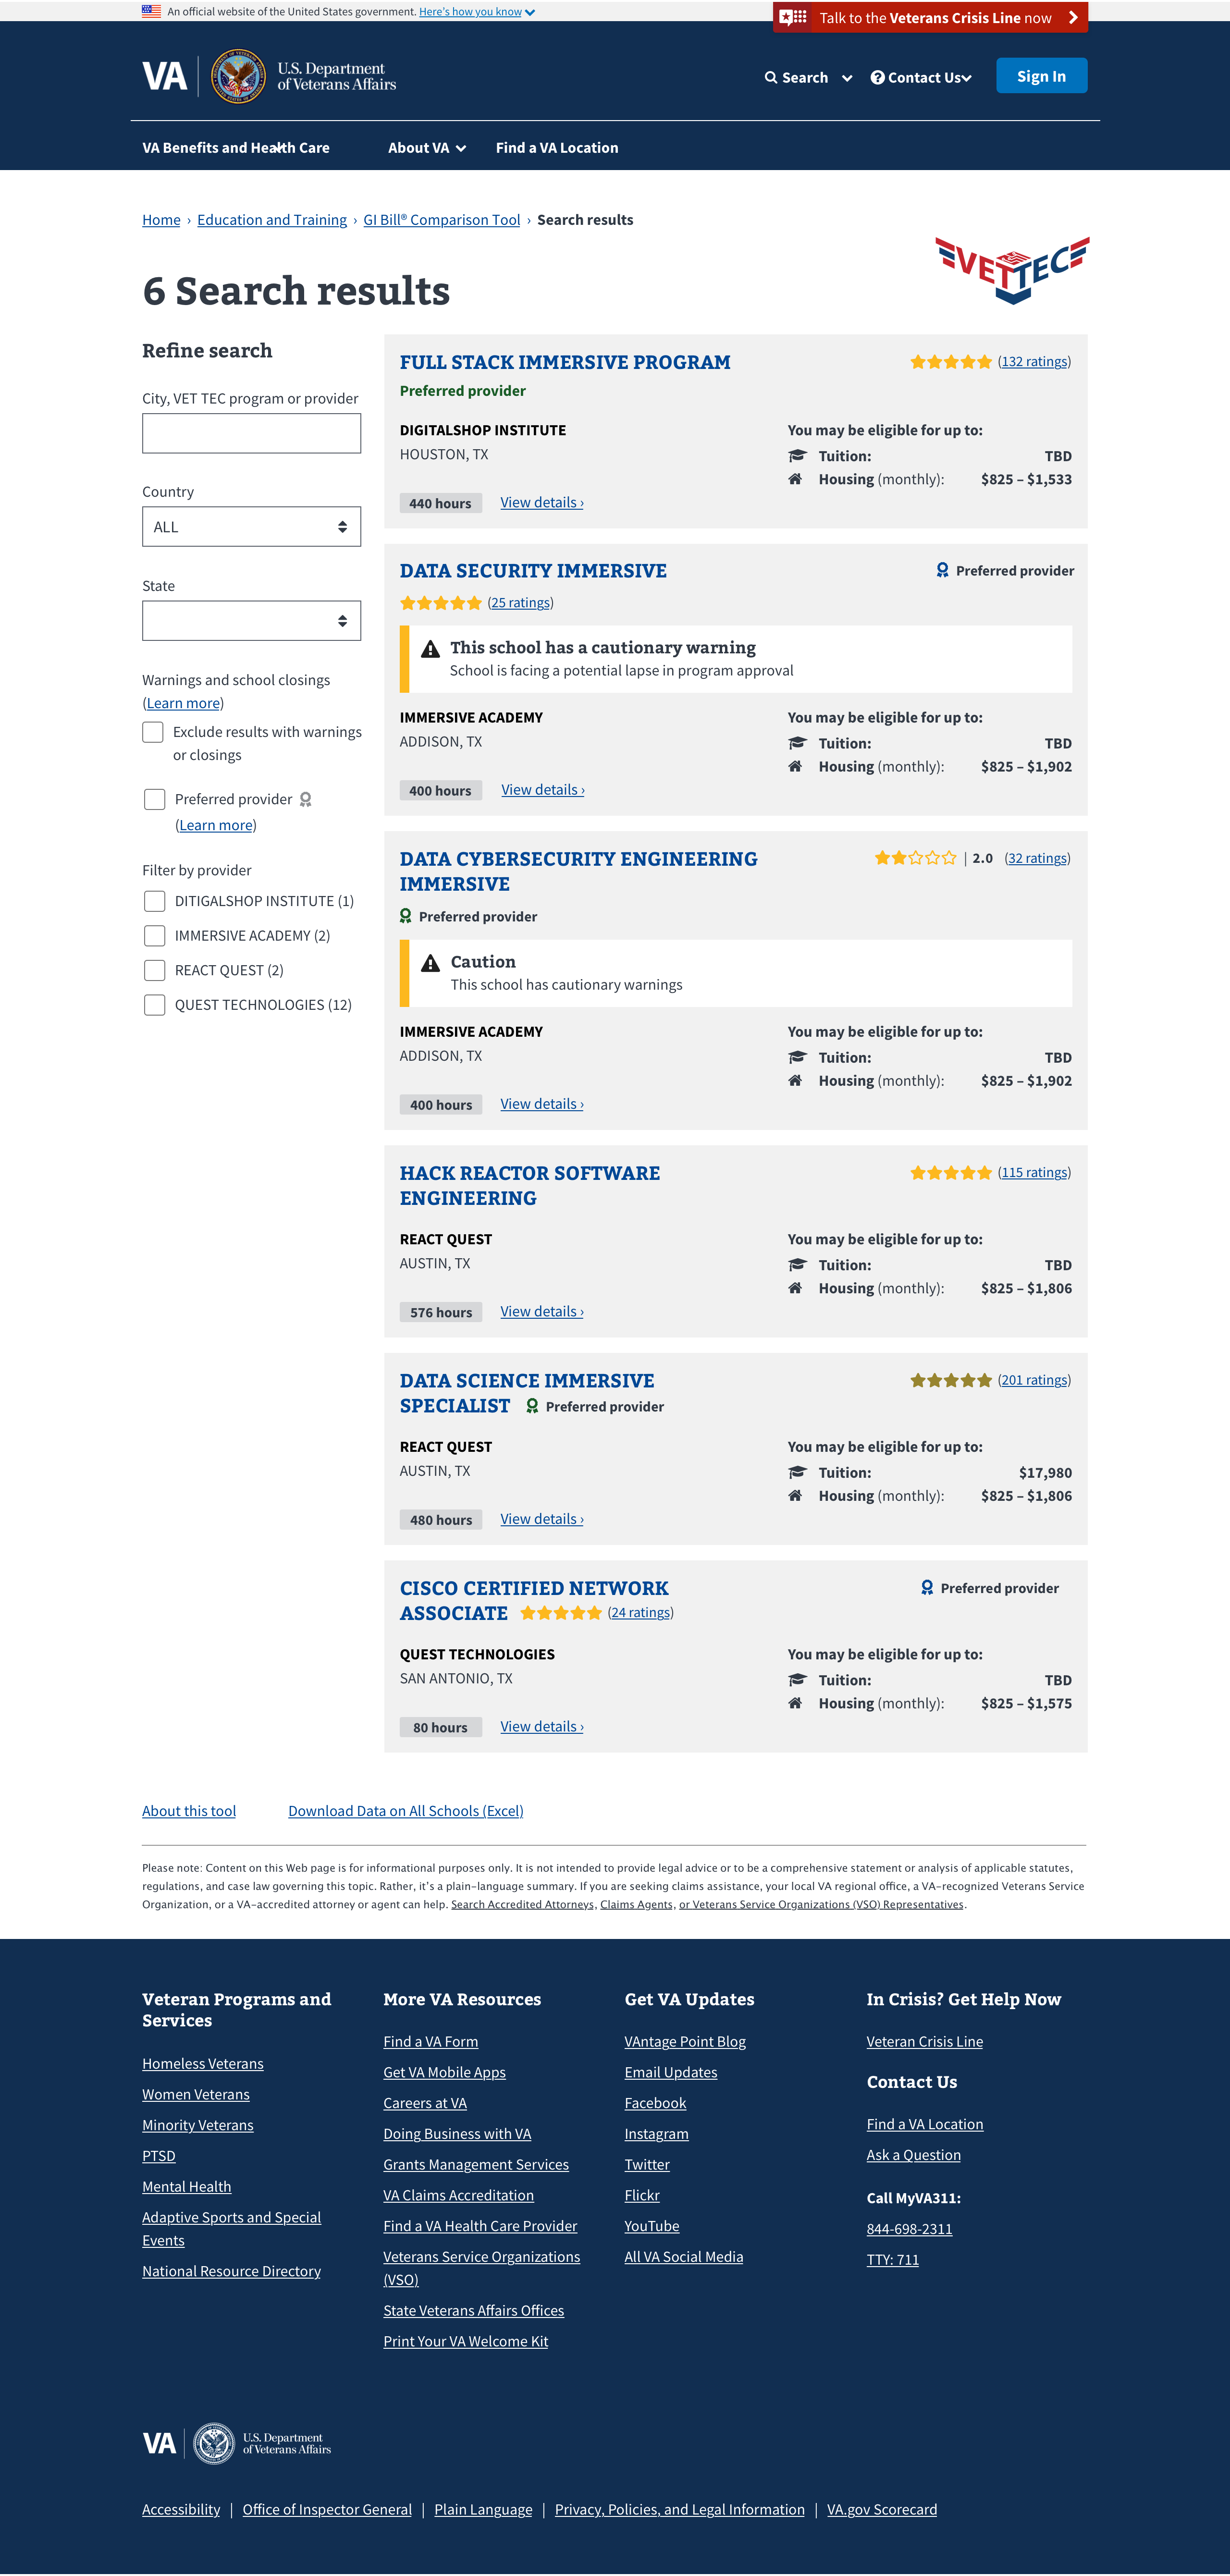 An official website of the United States government. Here's how you know
Talk to the Veterans Crisis Line now
VA U.S. Department of Veterans Affairs
Search
Contact Us
Sign In
VA Benefits and Health Care
About VA
Find a VA Location
Home › Education and Training › GI Bill® Comparison Tool › Search results
VET TEC
6 Search results
Refine search
City, VET TEC program or provider
Country
ALL
State
Warnings and school closings
(Learn more)
Exclude results with warnings
or closings
Preferred provider
(Learn more)
Filter by provider
DITIGALSHOP INSTITUTE (1)
IMMERSIVE ACADEMY (2)
REACT QUEST (2)
QUEST TECHNOLOGIES (12)
FULL STACK IMMERSIVE PROGRAM
(132 ratings)
Preferred provider
DIGITALSHOP INSTITUTE
HOUSTON, TX
You may be eligible for up to:
Tuition: TBD
Housing (monthly): $825 – $1,533
440 hours
View details ›
DATA SECURITY IMMERSIVE
Preferred provider
(25 ratings)
This school has a cautionary warning
School is facing a potential lapse in program approval
IMMERSIVE ACADEMY
ADDISON, TX
You may be eligible for up to:
Tuition: TBD
Housing (monthly): $825 – $1,902
400 hours
View details ›
DATA CYBERSECURITY ENGINEERING
IMMERSIVE
| 2.0 (32 ratings)
Preferred provider
Caution
This school has cautionary warnings
IMMERSIVE ACADEMY
ADDISON, TX
You may be eligible for up to:
Tuition: TBD
Housing (monthly): $825 – $1,902
400 hours
View details ›
HACK REACTOR SOFTWARE
ENGINEERING
(115 ratings)
REACT QUEST
AUSTIN, TX
You may be eligible for up to:
Tuition: TBD
Housing (monthly): $825 – $1,806
576 hours
View details ›
DATA SCIENCE IMMERSIVE
SPECIALIST Preferred provider
(201 ratings)
REACT QUEST
AUSTIN, TX
You may be eligible for up to:
Tuition: $17,980
Housing (monthly): $825 – $1,806
480 hours
View details ›
CISCO CERTIFIED NETWORK
ASSOCIATE (24 ratings)
Preferred provider
QUEST TECHNOLOGIES
SAN ANTONIO, TX
You may be eligible for up to:
Tuition: TBD
Housing (monthly): $825 – $1,575
80 hours
View details ›
About this tool
Download Data on All Schools (Excel)
Please note: Content on this Web page is for informational purposes only. It is not intended to provide legal advice or to be a comprehensive statement or analysis of applicable statutes,
regulations, and case law governing this topic. Rather, it's a plain-language summary. If you are seeking claims assistance, your local VA regional office, a VA-recognized Veterans Service
Organization, or a VA-accredited attorney or agent can help. Search Accredited Attorneys, Claims Agents, or Veterans Service Organizations (VSO) Representatives.
Veteran Programs and
Services
Homeless Veterans
Women Veterans
Minority Veterans
PTSD
Mental Health
Adaptive Sports and Special
Events
National Resource Directory
More VA Resources
Find a VA Form
Get VA Mobile Apps
Careers at VA
Doing Business with VA
Grants Management Services
VA Claims Accreditation
Find a VA Health Care Provider
Veterans Service Organizations
(VSO)
State Veterans Affairs Offices
Print Your VA Welcome Kit
Get VA Updates
VAntage Point Blog
Email Updates
Facebook
Instagram
Twitter
Flickr
YouTube
All VA Social Media
In Crisis? Get Help Now
Veteran Crisis Line
Contact Us
Find a VA Location
Ask a Question
Call MyVA311:
844-698-2311
TTY: 711
VA U.S. Department of Veterans Affairs
Accessibility | Office of Inspector General | Plain Language | Privacy, Policies, and Legal Information | VA.gov Scorecard